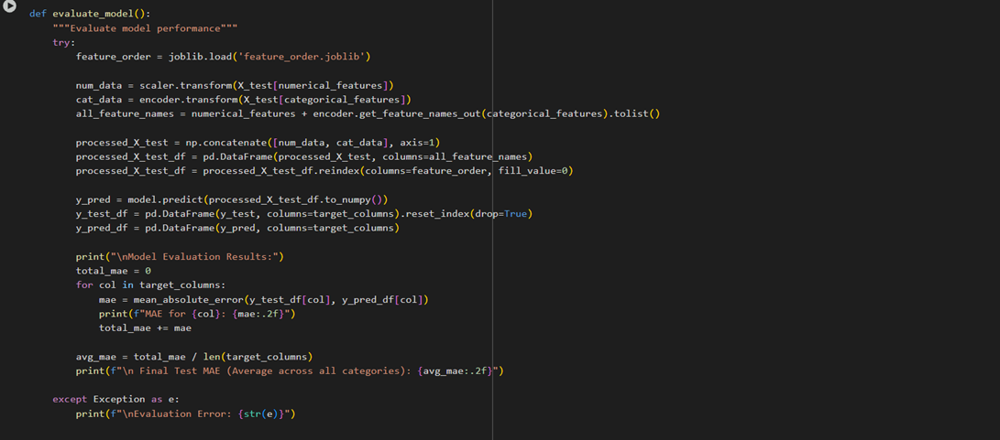 def evaluate_model():
    """Evaluate model performance"""
    try:
        feature_order = joblib.load('feature_order.joblib')
        num_data = scaler.transform(X_test[numerical_features])
        cat_data = encoder.transform(X_test[categorical_features])
        all_feature_names = numerical_features + encoder.get_feature_names_out(categorical_features).tolist()
        processed_X_test = np.concatenate([num_data, cat_data], axis=1)
        processed_X_test_df = pd.DataFrame(processed_X_test, columns=all_feature_names)
        processed_X_test_df = processed_X_test_df.reindex(columns=feature_order, fill_value=0)
        y_pred = model.predict(processed_X_test_df.to_numpy())
        y_test_df = pd.DataFrame(y_test, columns=target_columns).reset_index(drop=True)
        y_pred_df = pd.DataFrame(y_pred, columns=target_columns)
        print("\nModel Evaluation Results:")
        total_mae = 0
        for col in target_columns:
            mae = mean_absolute_error(y_test_df[col], y_pred_df[col])
            print(f"MAE for {col}: {mae:.2f}")
            total_mae += mae
        avg_mae = total_mae / len(target_columns)
        print(f"\n Final Test MAE (Average across all categories): {avg_mae:.2f}")
    except Exception as e:
        print(f"\nEvaluation Error: {str(e)}")